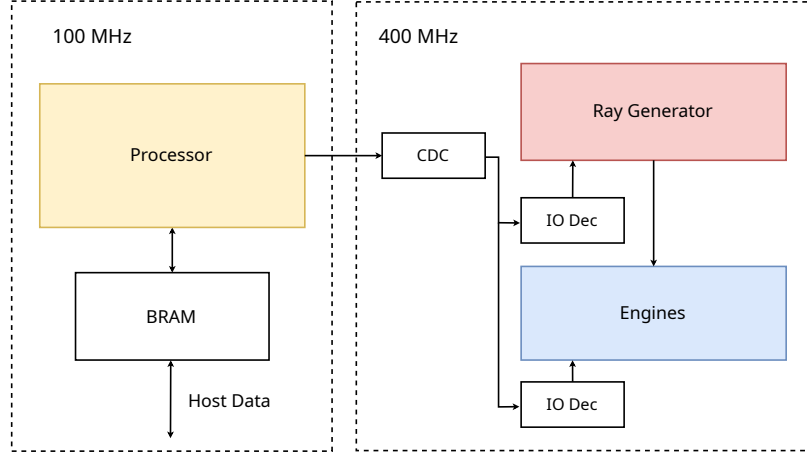 100 MHz
Processor
BRAM
Host Data
400 MHz
CDC
Ray Generator
IO Dec
Engines
IO Dec